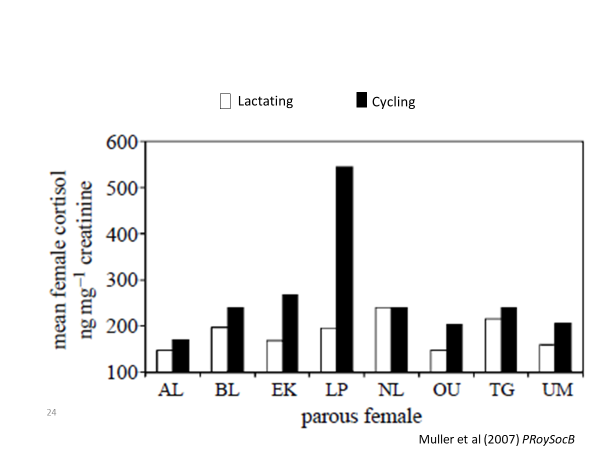 Lactating Cycling
600
500
400
300
200
100
mean female cortisol
ng mg⁻¹ creatinine
AL BL EK LP NL OU TG UM
parous female
24
Muller et al (2007) PRoySocB